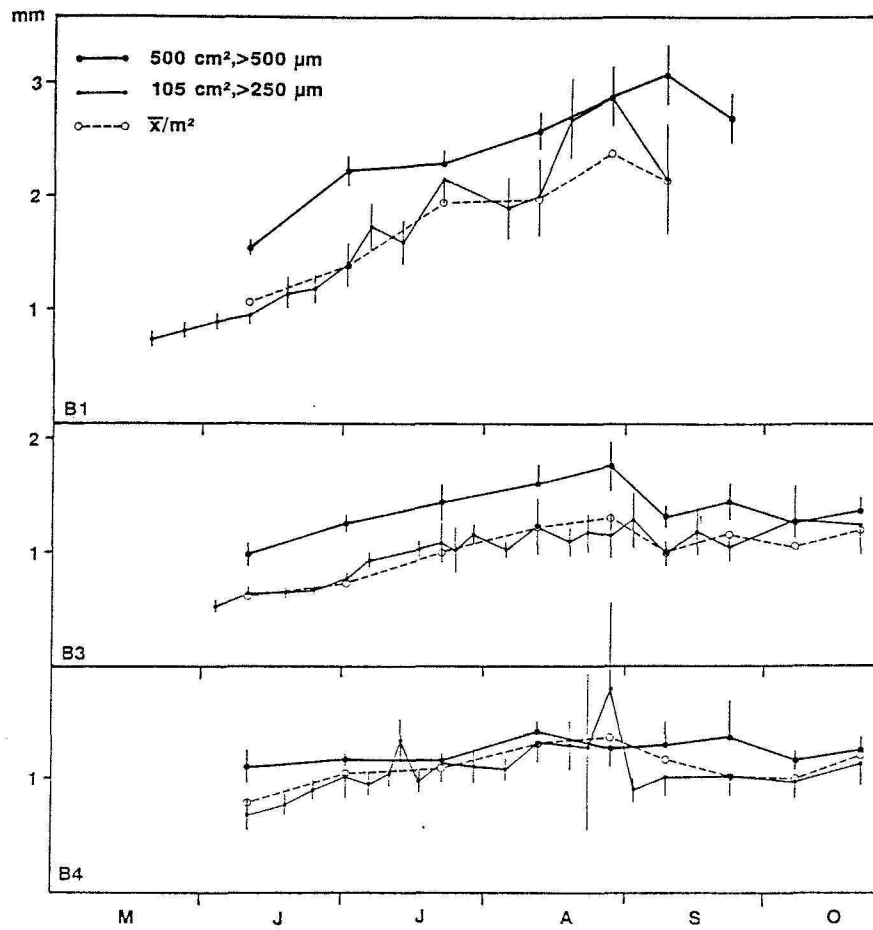 mm
500 cm²,>500 µm
105 cm²,>250 µm
x̅/m²
3
2
1
B1
2
1
B3
1
B4
M J J A S O